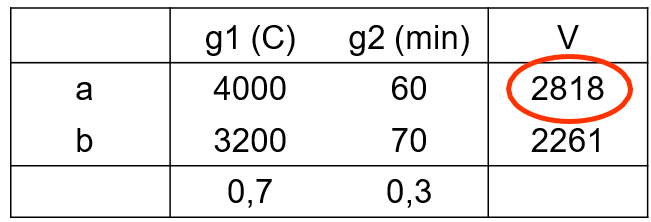 g1 (C) g2 (min) V
a 4000 60 2818
b 3200 70 2261
0,7 0,3